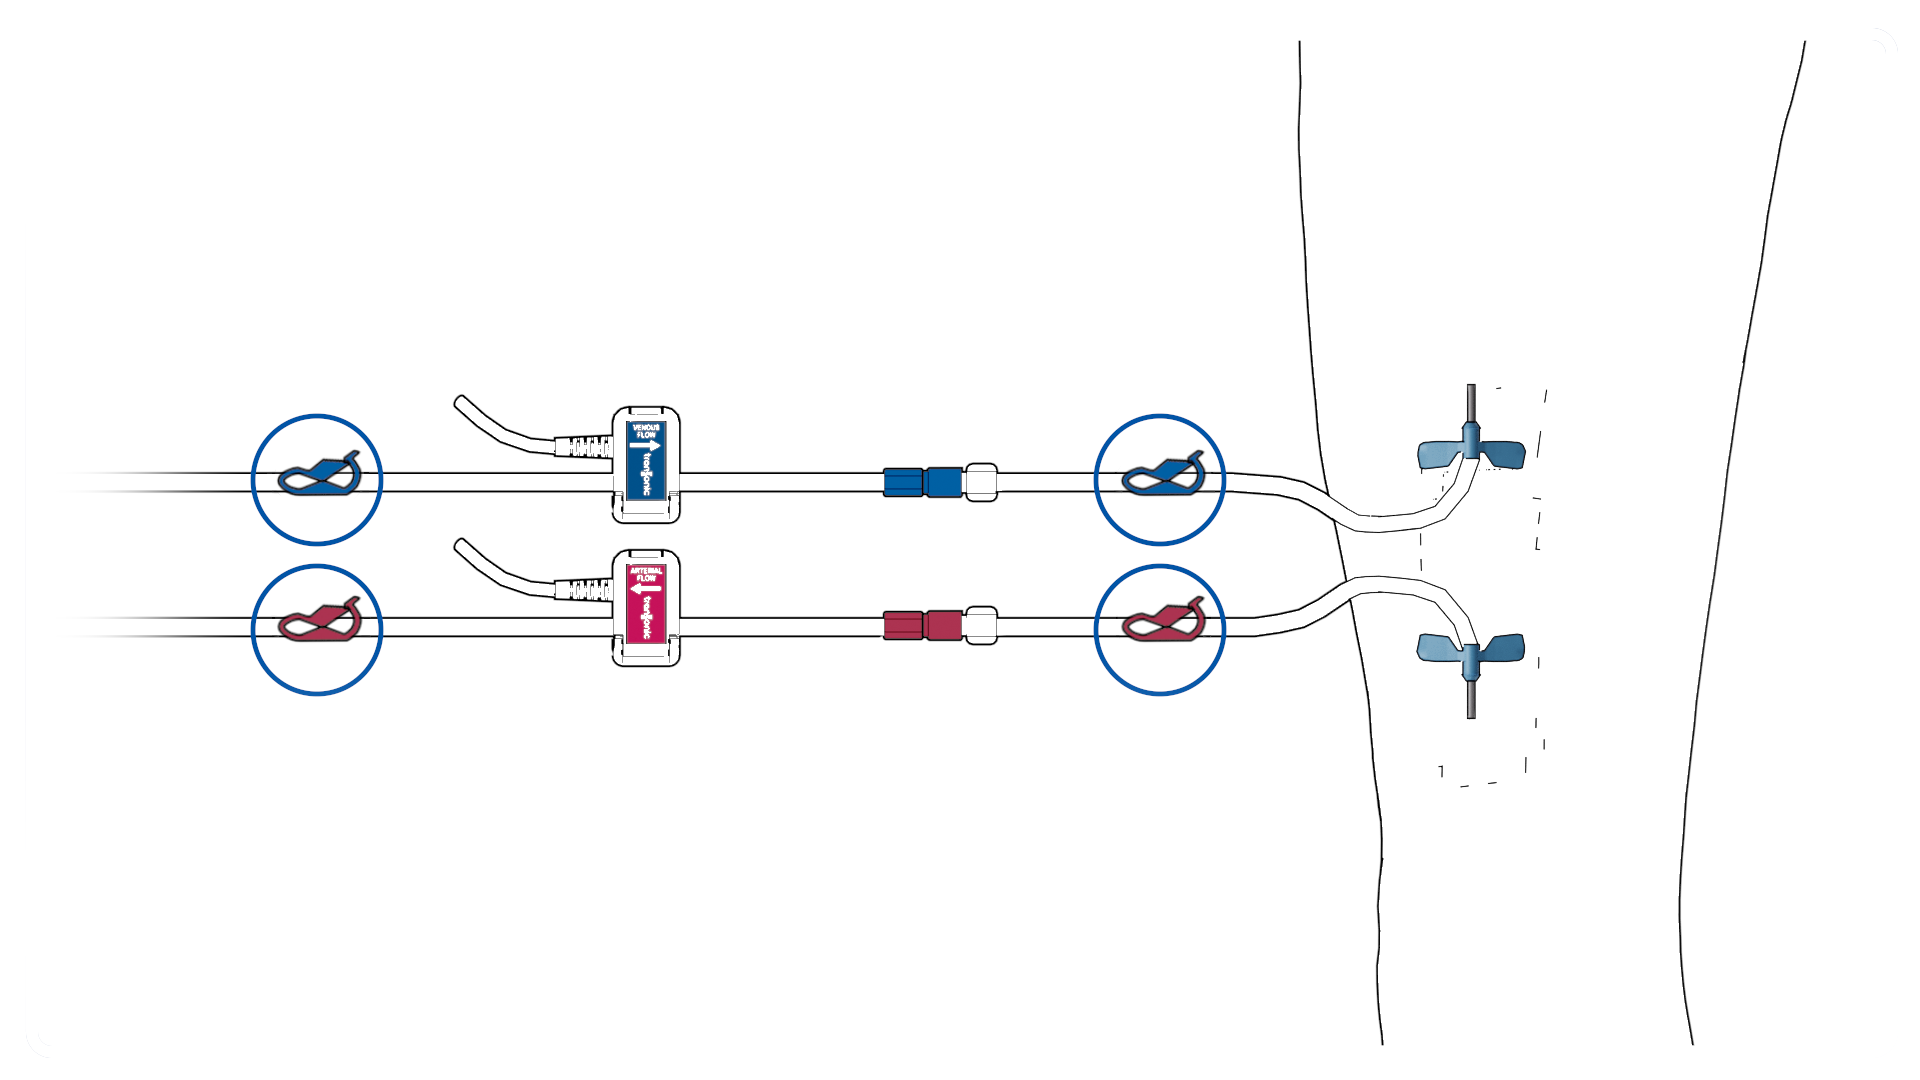 VENOUS
FLOW
transonic
ARTERIAL
FLOW
transonic